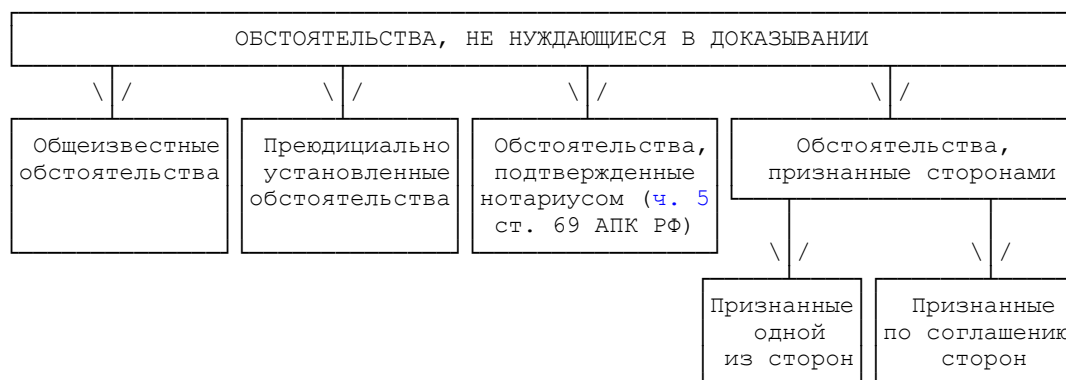 ОБСТОЯТЕЛЬСТВА, НЕ НУЖДАЮЩИЕСЯ В ДОКАЗЫВАНИИ
Общеизвестные
обстоятельства
Преюдициально
установленные
обстоятельства
Обстоятельства,
подтвержденные
нотариусом (ч. 5
ст. 69 АПК РФ)
Обстоятельства,
признанные сторонами
Признанные
одной
из сторон
Признанные
по соглашению
сторон